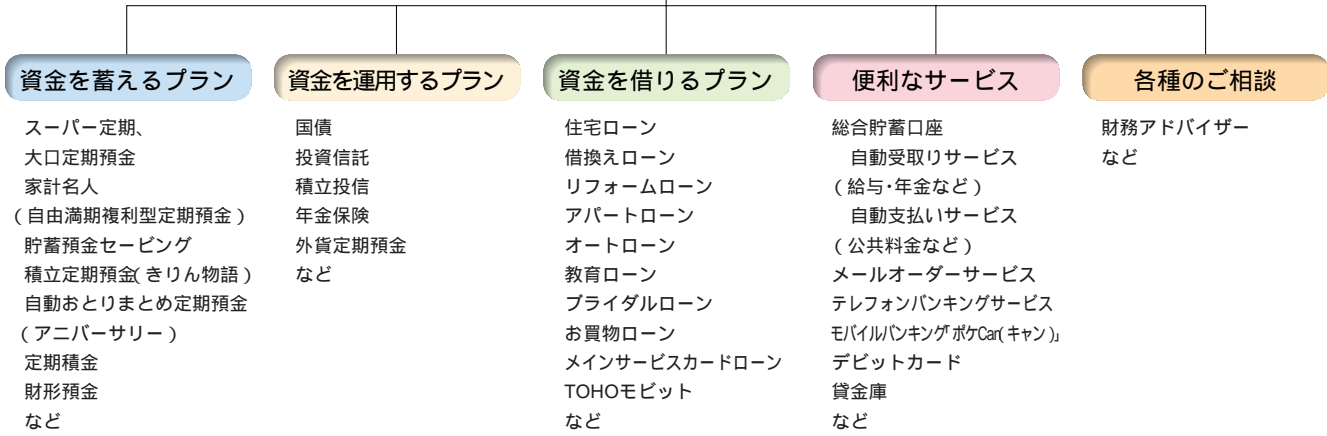 資金を蓄えるプラン
スーパー定期、
大口定期預金
家計名人
(自由満期複利型定期預金)
貯蓄預金セービング
積立定期預金(きりん物語)
自動おとりまとめ定期預金
(アニバーサリー)
定期積金
財形預金
など
資金を運用するプラン
国債
投資信託
積立投信
年金保険
外貨定期預金
など
資金を借りるプラン
住宅ローン
借換えローン
リフォームローン
アパートローン
オートローン
教育ローン
ブライダルローン
お買物ローン
メインサービスカードローン
TOHOモビット
など
便利なサービス
総合貯蓄口座
自動受取りサービス
(給与・年金など)
自動支払いサービス
(公共料金など)
メールオーダーサービス
テレフォンバンキングサービス
モバイルバンキング「ポケCan(キャン)」
デビットカード
貸金庫
など
各種のご相談
財務アドバイザー
など